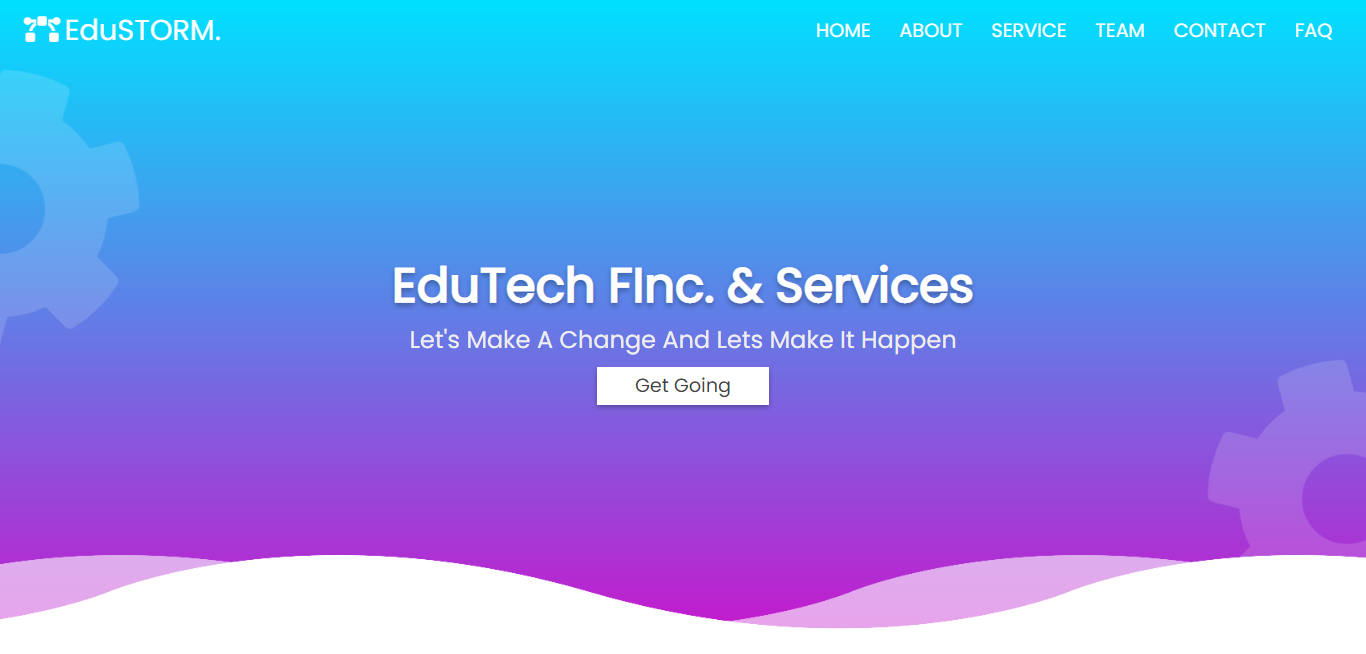 EduSTORM.
HOME ABOUT SERVICE TEAM CONTACT FAQ
EduTech FInc. & Services
Let's Make A Change And Lets Make It Happen
Get Going